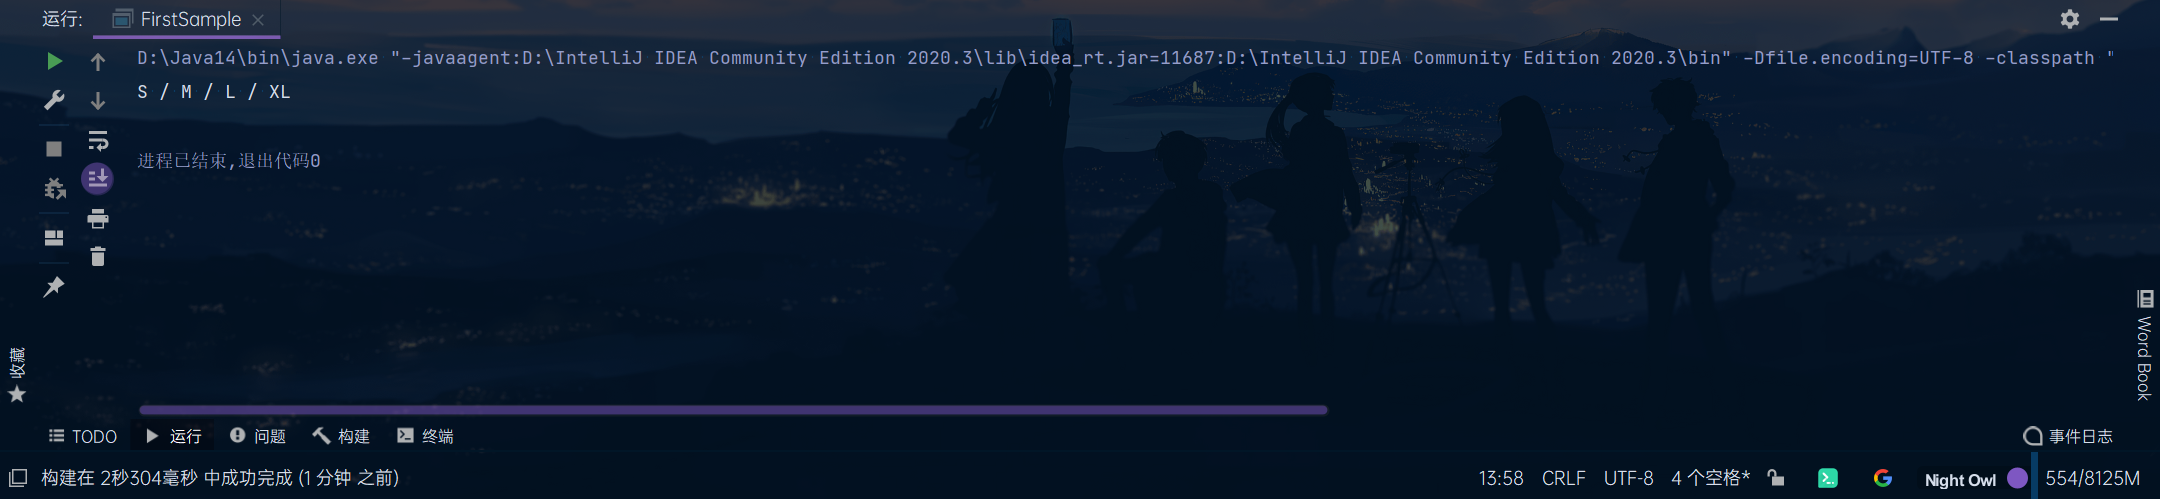 运行: FirstSample
D:\Java14\bin\java.exe "-javaagent:D:\IntelliJ IDEA Community Edition 2020.3\lib\idea_rt.jar=11687:D:\IntelliJ IDEA Community Edition 2020.3\bin" -Dfile.encoding=UTF-8 -classpath "
S / M / L / XL
进程已结束,退出代码0
收藏
Word Book
TODO 运行 问题 构建 终端 事件日志
构建在 2秒304毫秒 中成功完成 (1 分钟 之前) 13:58 CRLF UTF-8 4 个空格* Night Owl 554/8125M